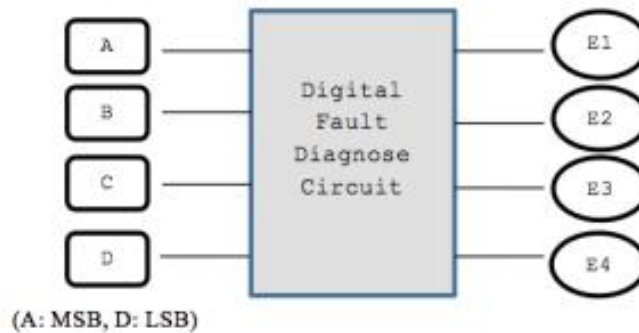 A
B
C
D
Digital
Fault
Diagnose
Circuit
E1
E2
E3
E4
(A: MSB, D: LSB)